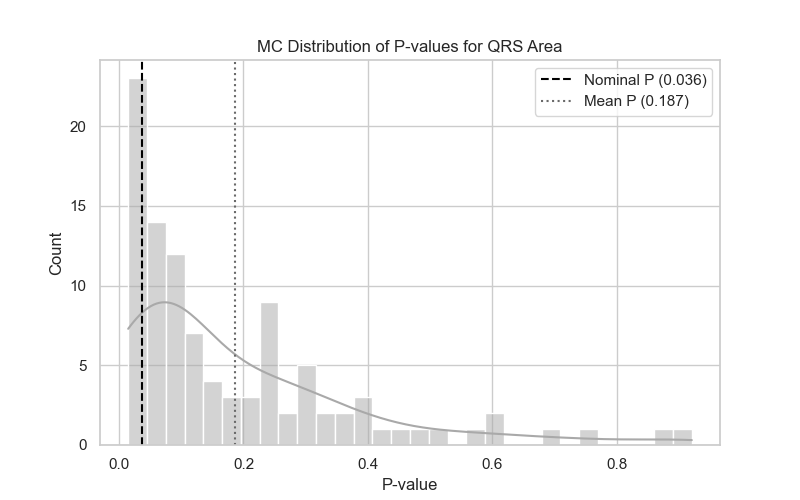 MC Distribution of P-values for QRS Area
Nominal P (0.036)
Mean P (0.187)
Count
20
15
10
5
0
0.0 0.2 0.4 0.6 0.8
P-value